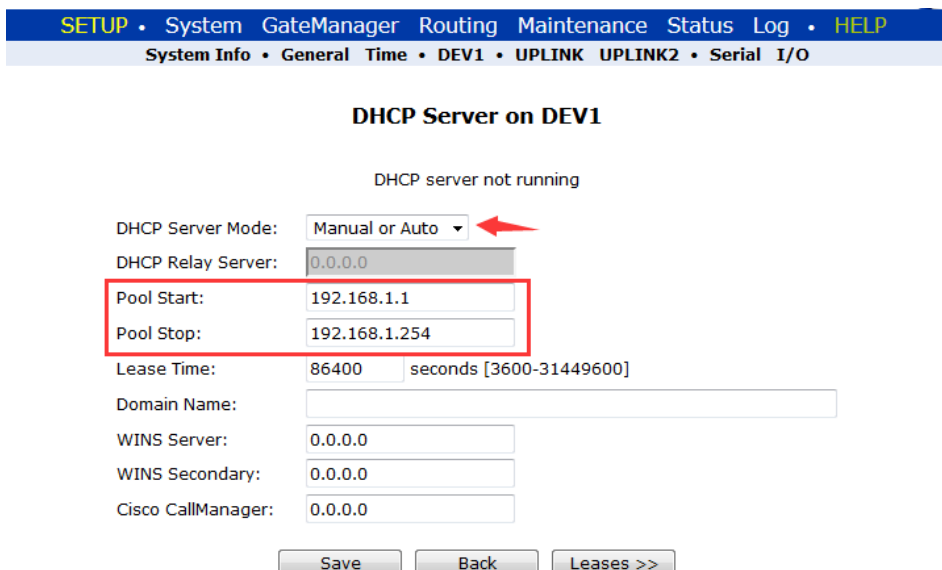 SETUP • System GateManager Routing Maintenance Status Log • HELP
System Info • General Time • DEV1 • UPLINK UPLINK2 • Serial I/O
DHCP Server on DEV1
DHCP server not running
DHCP Server Mode: Manual or Auto
DHCP Relay Server: 0.0.0.0
Pool Start: 192.168.1.1
Pool Stop: 192.168.1.254
Lease Time: 86400 seconds [3600-31449600]
Domain Name:
WINS Server: 0.0.0.0
WINS Secondary: 0.0.0.0
Cisco CallManager: 0.0.0.0
Save Back Leases >>